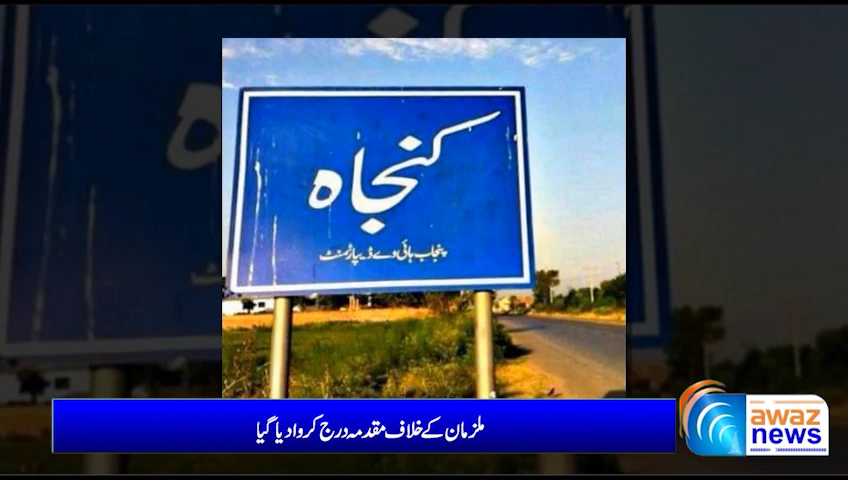 کنجاہ
پنجاب ہائی وے ڈیپارٹمنٹ
ملزمان کے خلاف مقدمہ درج کروا دیا گیا
awaz
news